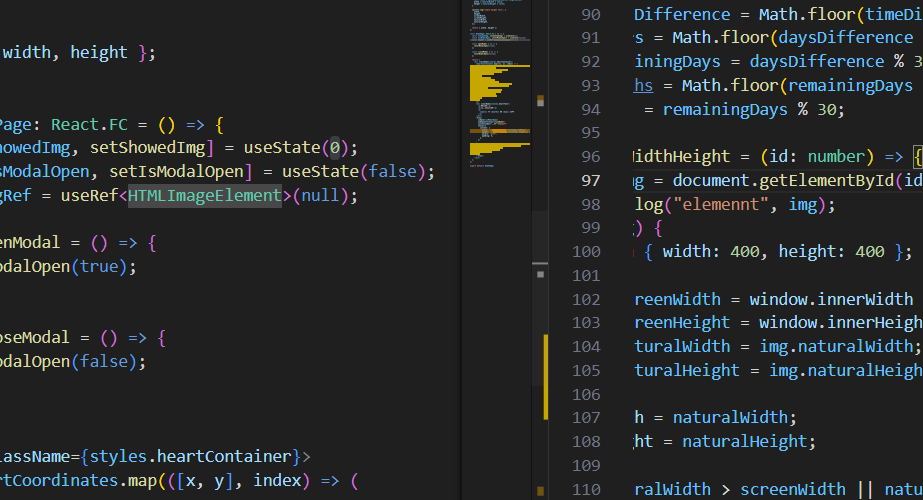 width, height };
Page: React.FC = () => {
howedImg, setShowedImg] = useState(0);
sModalOpen, setIsModalOpen] = useState(false);
gRef = useRef<HTMLImageElement>(null);
enModal = () => {
odalOpen(true);
oseModal = () => {
odalOpen(false);
lassName={styles.heartContainer}>
rtCoordinates.map(([x, y], index) => (
90 Difference = Math.floor(timeDi
91 s = Math.floor(daysDifference
92 iningDays = daysDifference % 3
93 hs = Math.floor(remainingDays
94 = remainingDays % 30;
95
96 WidthHeight = (id: number) => {
97 mg = document.getElementById(id
98 log("elemennt", img);
99 ) {
100 { width: 400, height: 400 };
101
102 reenWidth = window.innerWidth
103 reenHeight = window.innerHeigh
104 turalWidth = img.naturalWidth;
105 turalHeight = img.naturalHeigh
106
107 h = naturalWidth;
108 ht = naturalHeight;
109
110 ralWidth > screenWidth || natu